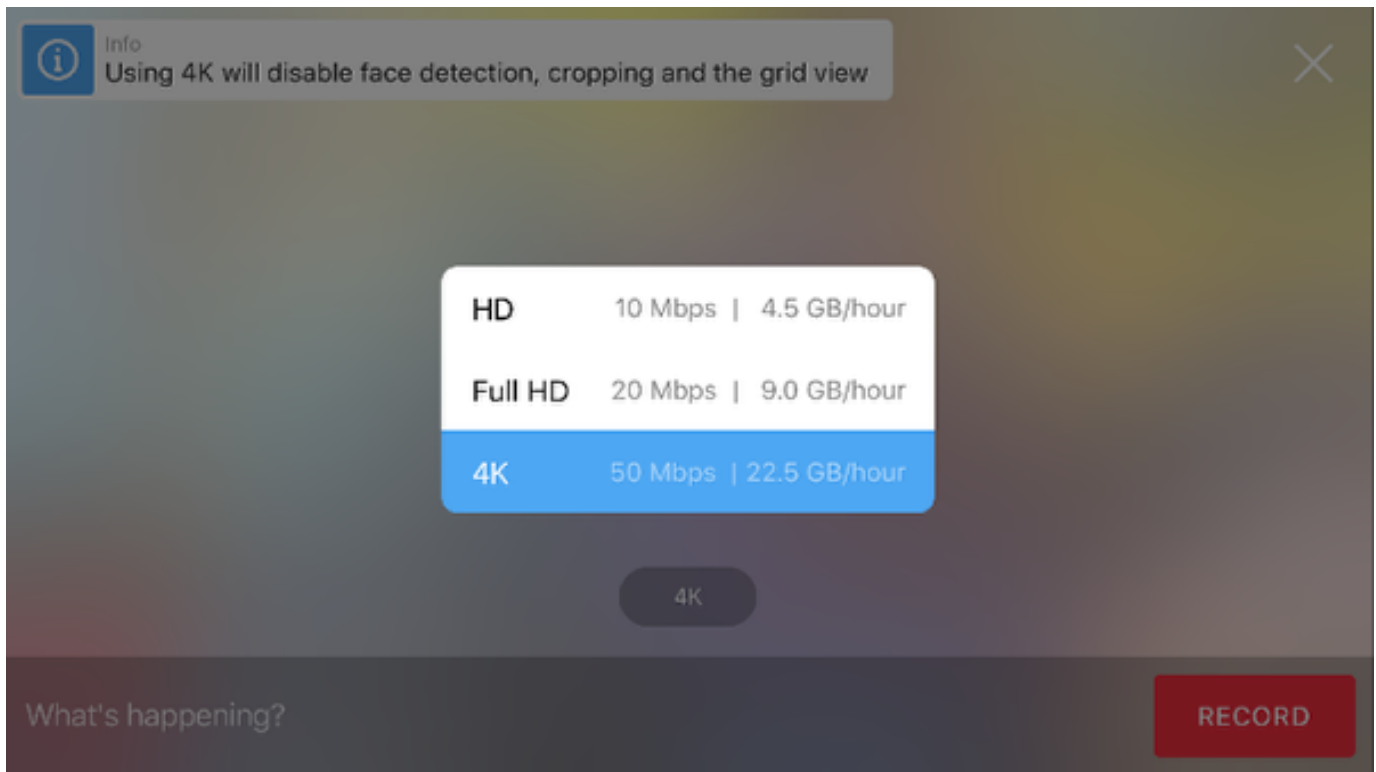 Info
Using 4K will disable face detection, cropping and the grid view
HD 10 Mbps | 4.5 GB/hour
Full HD 20 Mbps | 9.0 GB/hour
4K 50 Mbps | 22.5 GB/hour
4K
What's happening?
RECORD